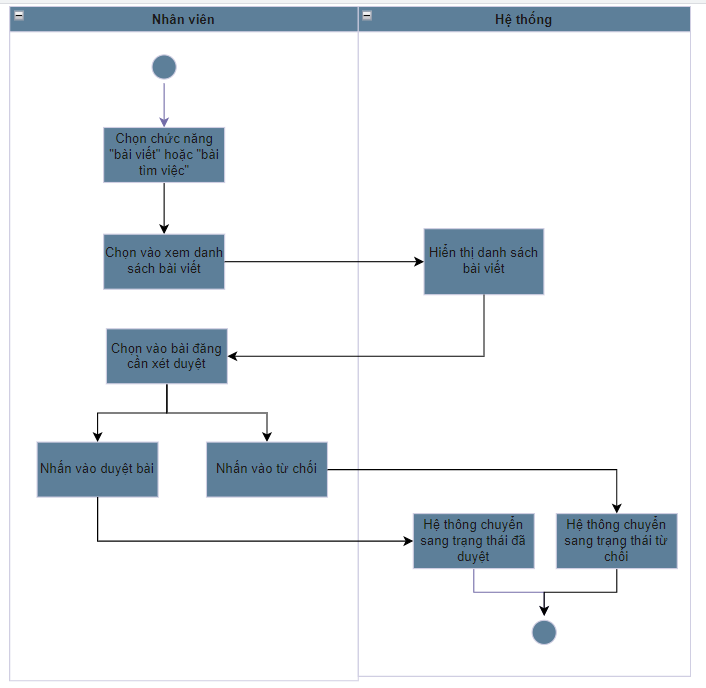 Nhân viên
Hệ thống
Chọn chức năng
"bài viết" hoặc "bài
tìm việc"
Chọn vào xem danh
sách bài viết
Hiển thị danh sách
bài viết
Chọn vào bài đăng
cần xét duyệt
Nhấn vào duyệt bài
Nhấn vào từ chối
Hệ thông chuyển
sang trạng thái đã
duyệt
Hệ thông chuyển
sang trạng thái từ
chối